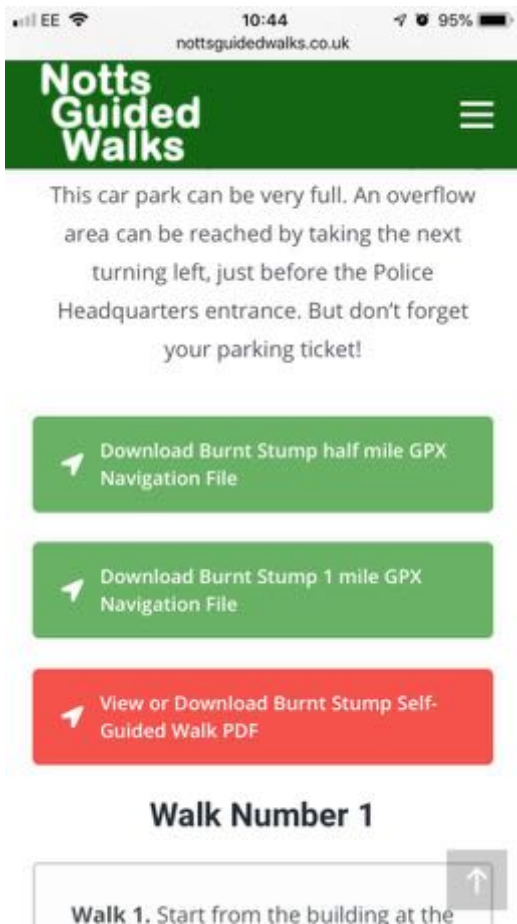 EE 10:44 95%
nottsguidedwalks.co.uk
Notts
Guided
Walks
This car park can be very full. An overflow
area can be reached by taking the next
turning left, just before the Police
Headquarters entrance. But don’t forget
your parking ticket!
Download Burnt Stump half mile GPX
Navigation File
Download Burnt Stump 1 mile GPX
Navigation File
View or Download Burnt Stump Self-
Guided Walk PDF
Walk Number 1
Walk 1. Start from the building at the